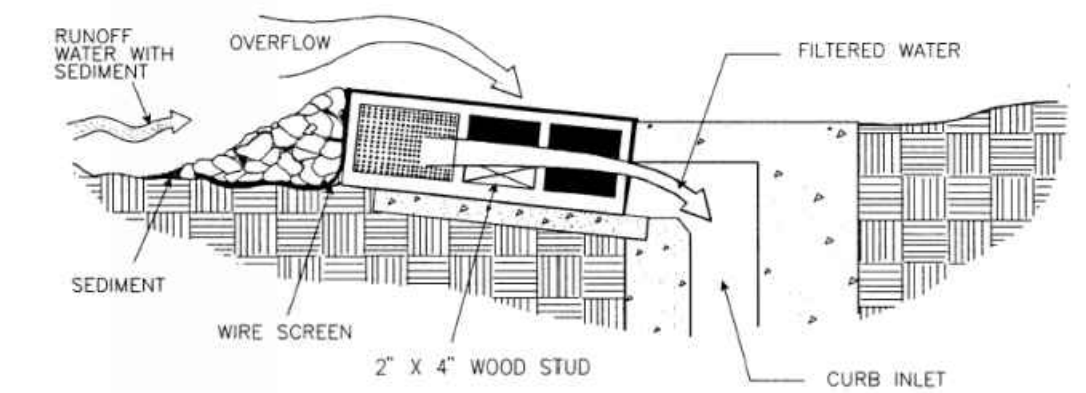 RUNOFF
WATER WITH
SEDIMENT
OVERFLOW
FILTERED WATER
SEDIMENT
WIRE SCREEN
2" X 4" WOOD STUD
CURB INLET